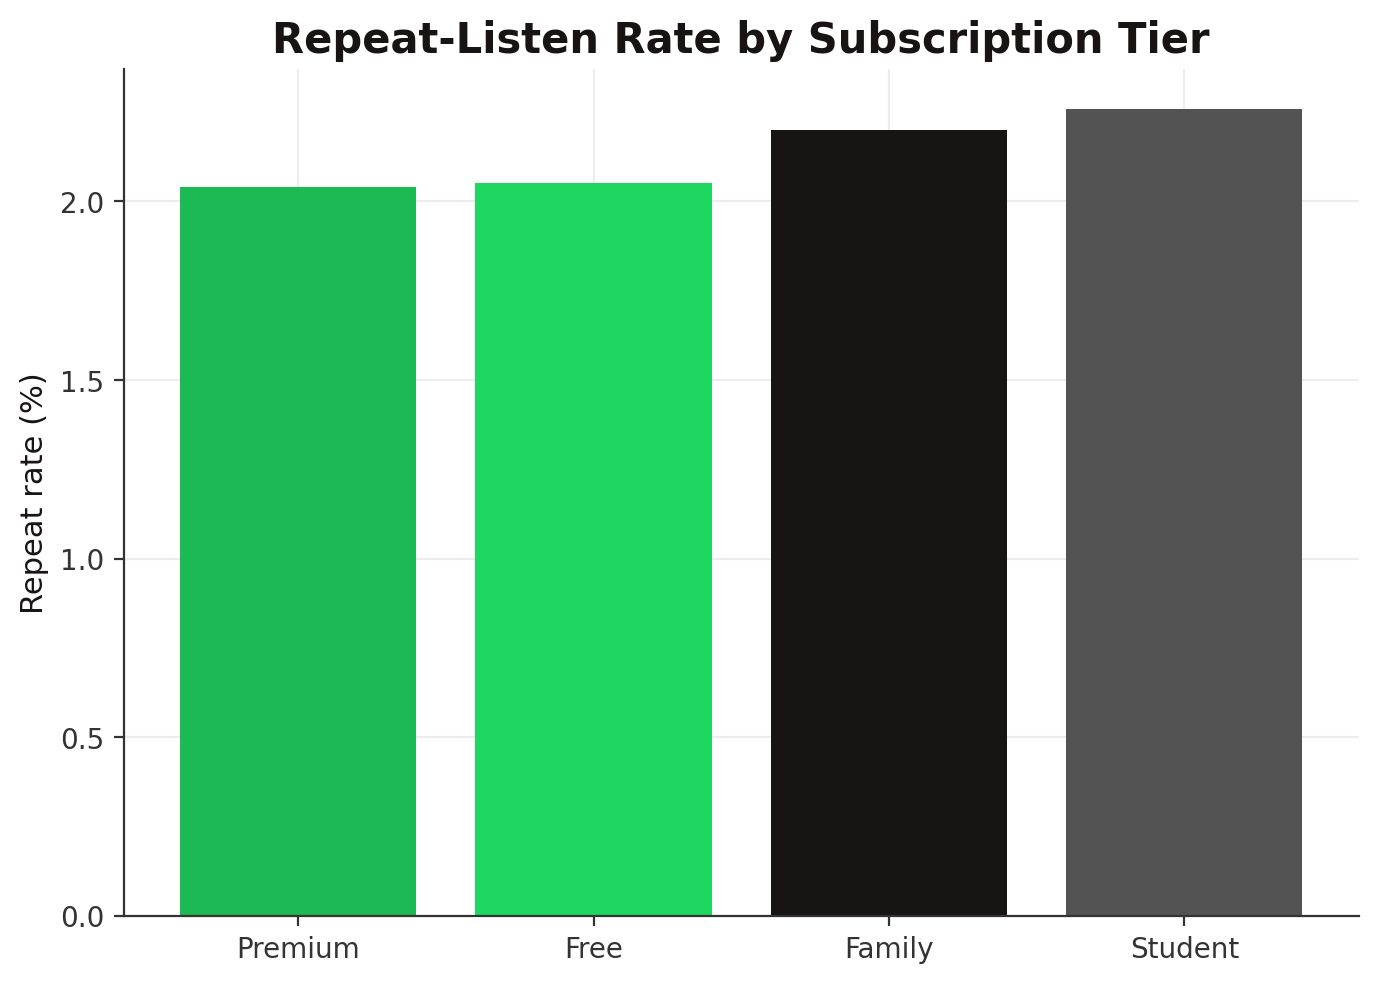 Repeat-Listen Rate by Subscription Tier
Repeat rate (%)
2.0
1.5
1.0
0.5
0.0
Premium Free Family Student